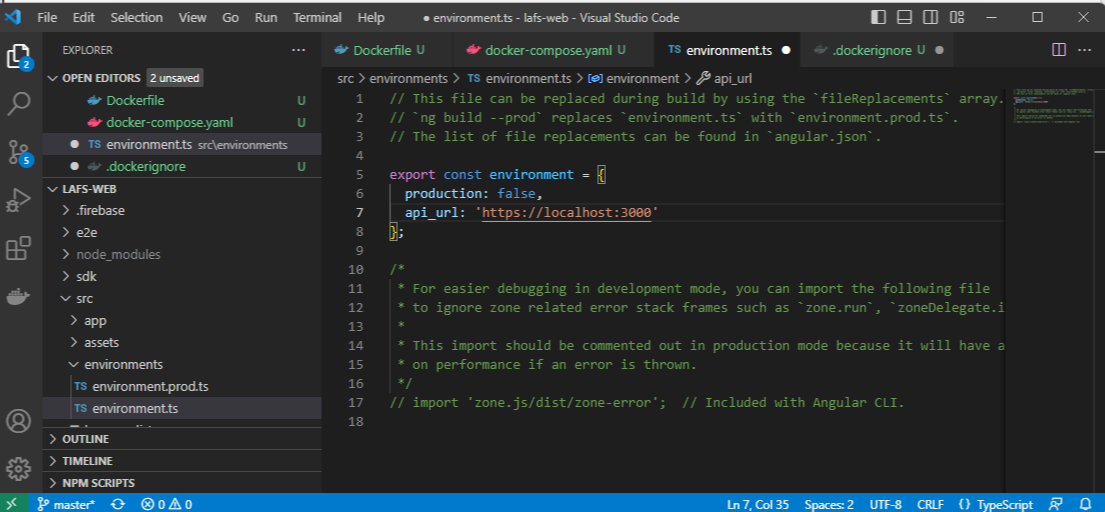 File Edit Selection View Go Run Terminal Help ● environment.ts - lafs-web - Visual Studio Code
EXPLORER ···
Dockerfile U docker-compose.yaml U TS environment.ts ● .dockerignore U ●
OPEN EDITORS 2 unsaved
Dockerfile U
docker-compose.yaml U
● TS environment.ts src\environments
● .dockerignore U
LAFS-WEB
.firebase
e2e
node_modules
sdk
src
app
assets
environments
TS environment.prod.ts
TS environment.ts
OUTLINE
TIMELINE
NPM SCRIPTS
2
5
src > environments > TS environment.ts > environment > api_url
1 // This file can be replaced during build by using the `fileReplacements` array.
2 // `ng build --prod` replaces `environment.ts` with `environment.prod.ts`.
3 // The list of file replacements can be found in `angular.json`.
4
5 export const environment = {
6 production: false,
7 api_url: 'https://localhost:3000'
8 };
9
10 /*
11 * For easier debugging in development mode, you can import the following file
12 * to ignore zone related error stack frames such as `zone.run`, `zoneDelegate.i
13 *
14 * This import should be commented out in production mode because it will have a
15 * on performance if an error is thrown.
16 */
17 // import 'zone.js/dist/zone-error'; // Included with Angular CLI.
18
master* 0 0 Ln 7, Col 35 Spaces: 2 UTF-8 CRLF {} TypeScript